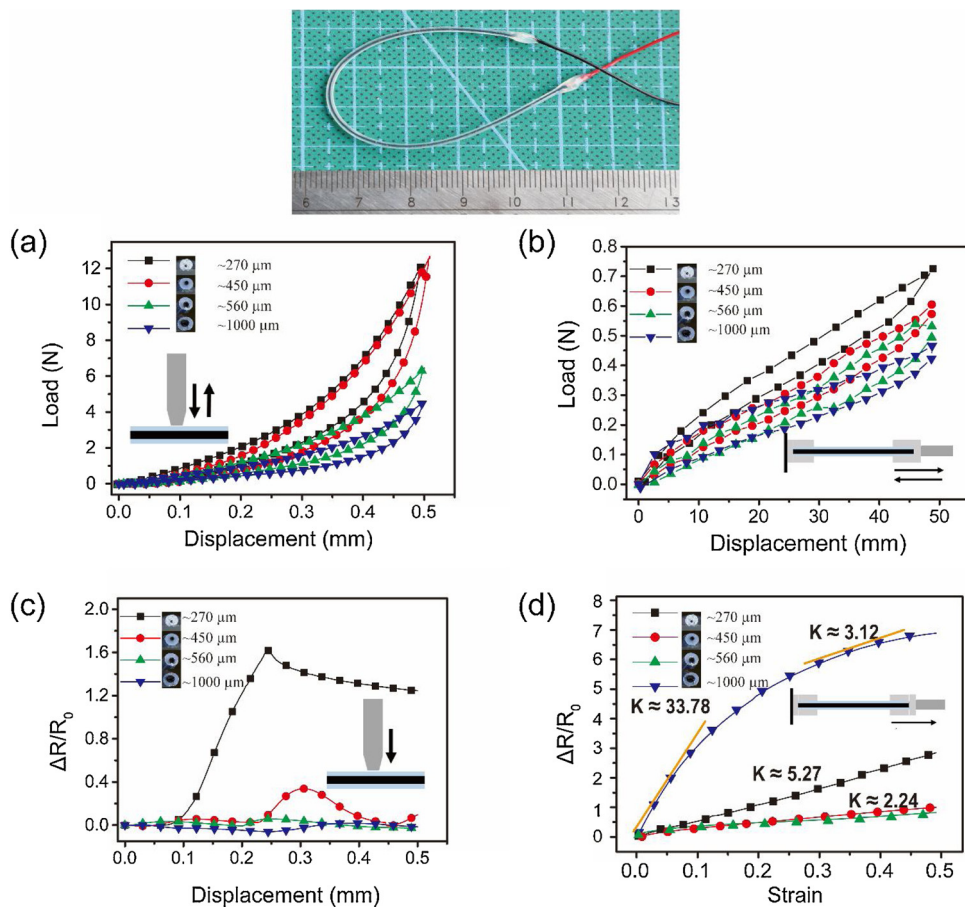 6 7 8 9 10 11 12 13
(a)
12
10
8
6
4
2
0
Load (N)
~270 μm
~450 μm
~560 μm
~1000 μm
0.0 0.1 0.2 0.3 0.4 0.5
Displacement (mm)
(b)
0.8
0.7
0.6
0.5
0.4
0.3
0.2
0.1
0.0
Load (N)
~270 μm
~450 μm
~560 μm
~1000 μm
0 10 20 30 40 50
Displacement (mm)
(c)
2.0
1.6
1.2
0.8
0.4
0.0
ΔR/R0
~270 μm
~450 μm
~560 μm
~1000 μm
0.0 0.1 0.2 0.3 0.4 0.5
Displacement (mm)
(d)
8
7
6
5
4
3
2
1
0
ΔR/R0
~270 μm
~450 μm
~560 μm
~1000 μm
K ≈ 3.12
K ≈ 33.78
K ≈ 5.27
K ≈ 2.24
0.0 0.1 0.2 0.3 0.4 0.5
Strain